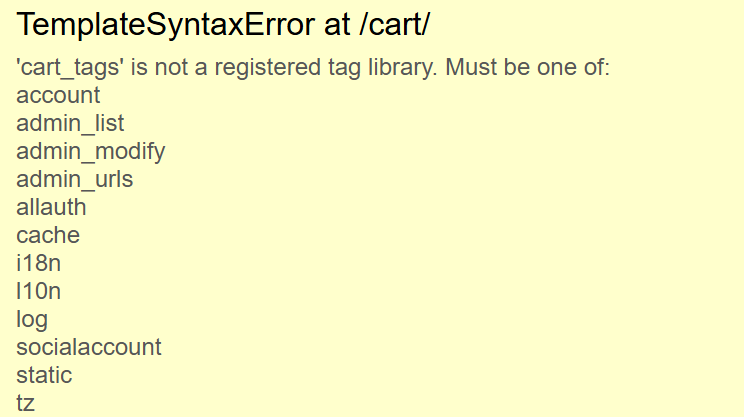 TemplateSyntaxError at /cart/
'cart_tags' is not a registered tag library. Must be one of:
account
admin_list
admin_modify
admin_urls
allauth
cache
i18n
l10n
log
socialaccount
static
tz